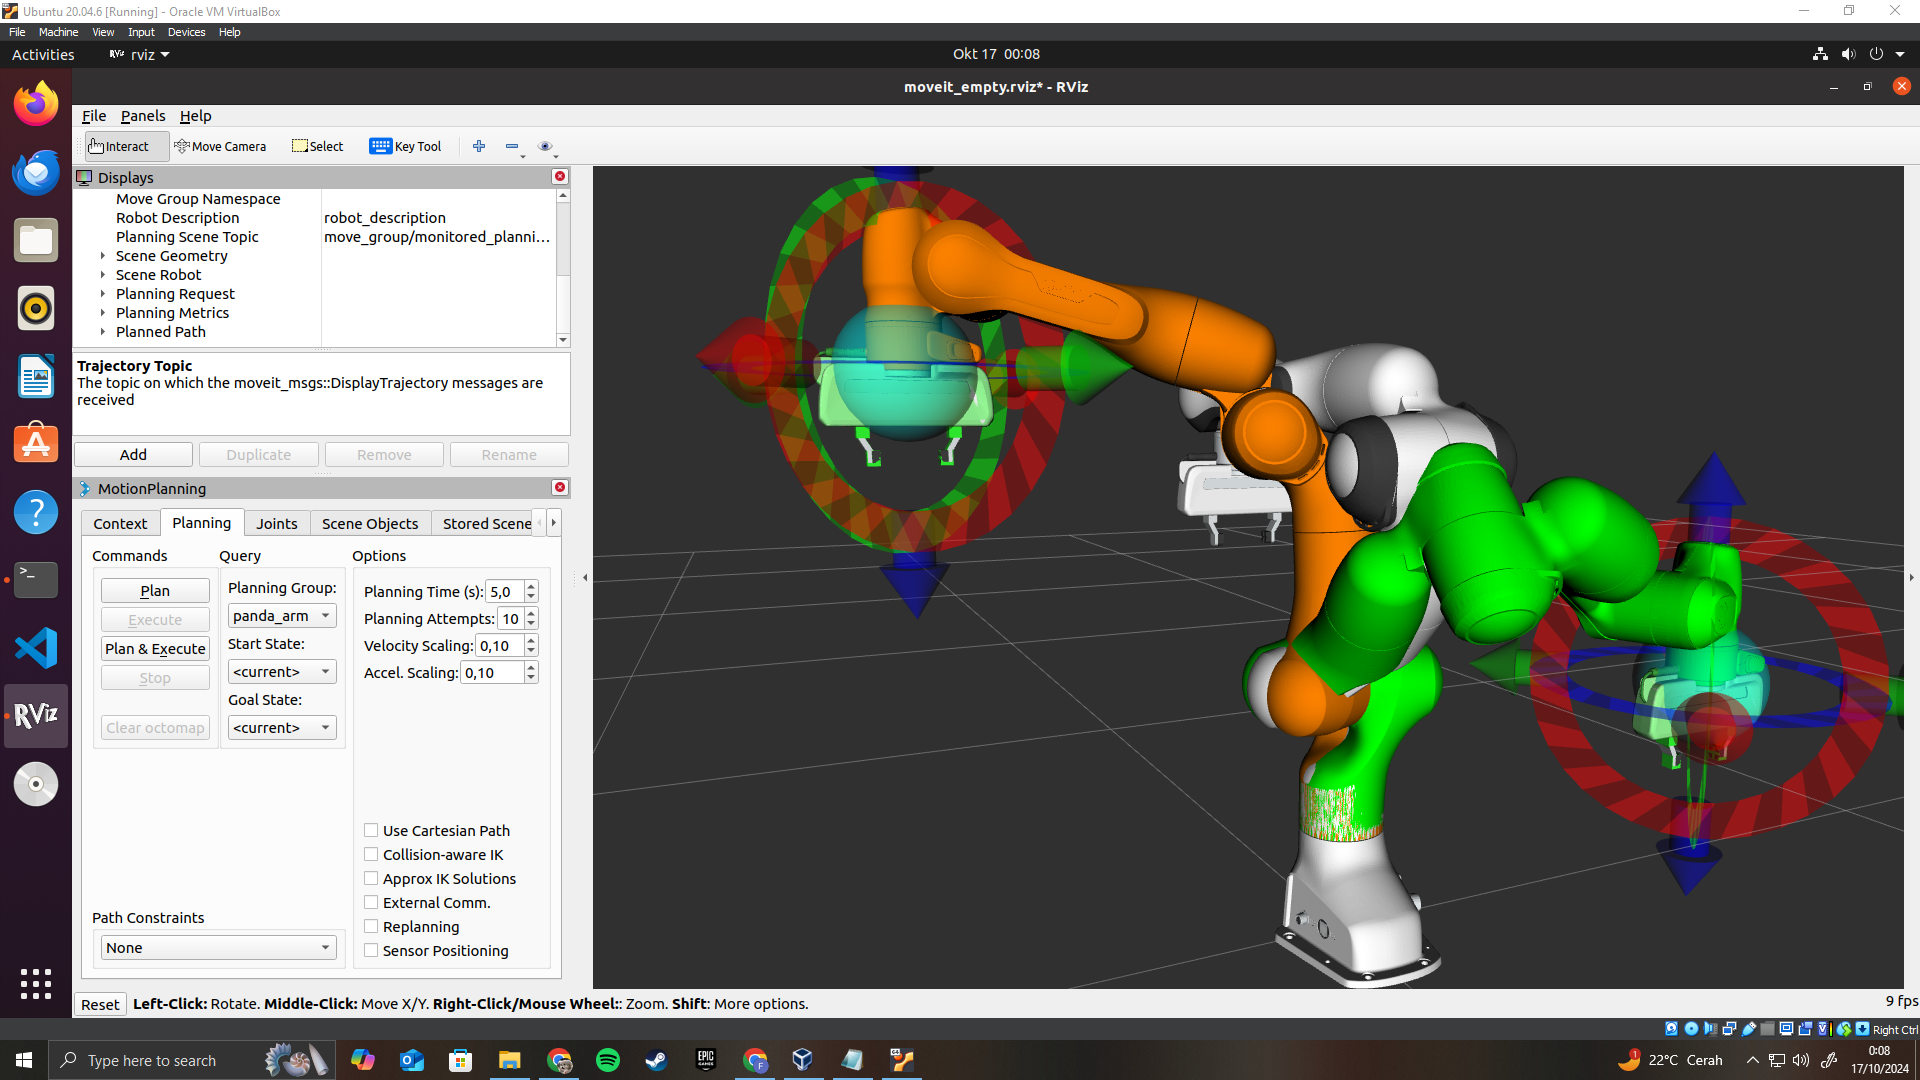 Ubuntu 20.04.6 [Running] - Oracle VM VirtualBox
File Machine View Input Devices Help
Activities
RViz rviz
Okt 17 00:08
moveit_empty.rviz* - RViz
File Panels Help
Interact Move Camera Select Key Tool
Displays
Move Group Namespace
Robot Description robot_description
Planning Scene Topic move_group/monitored_planni...
Scene Geometry
Scene Robot
Planning Request
Planning Metrics
Planned Path
Trajectory Topic
The topic on which the moveit_msgs::DisplayTrajectory messages are
received
Add Duplicate Remove Rename
MotionPlanning
Context Planning Joints Scene Objects Stored Scene
Commands Query Options
Plan
Execute
Plan & Execute
Stop
Clear octomap
Planning Group:
panda_arm
Start State:
<current>
Goal State:
<current>
Planning Time (s): 5,0
Planning Attempts: 10
Velocity Scaling: 0,10
Accel. Scaling: 0,10
Use Cartesian Path
Collision-aware IK
Approx IK Solutions
External Comm.
Replanning
Sensor Positioning
Path Constraints
None
RViz
Reset Left-Click: Rotate. Middle-Click: Move X/Y. Right-Click/Mouse Wheel:: Zoom. Shift: More options.
9 fps
Right Ctrl
Type here to search
EPIC
GAMES
1
22°C Cerah
0:08
17/10/2024